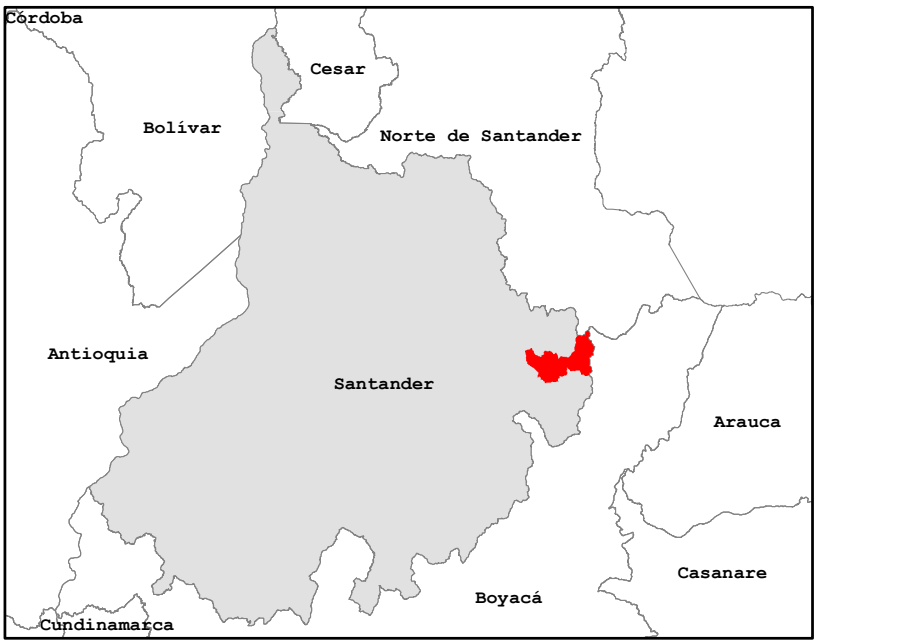 Córdoba
Cesar
Bolívar
Norte de Santander
Antioquia
Santander
Arauca
Casanare
Boyacá
Cundinamarca